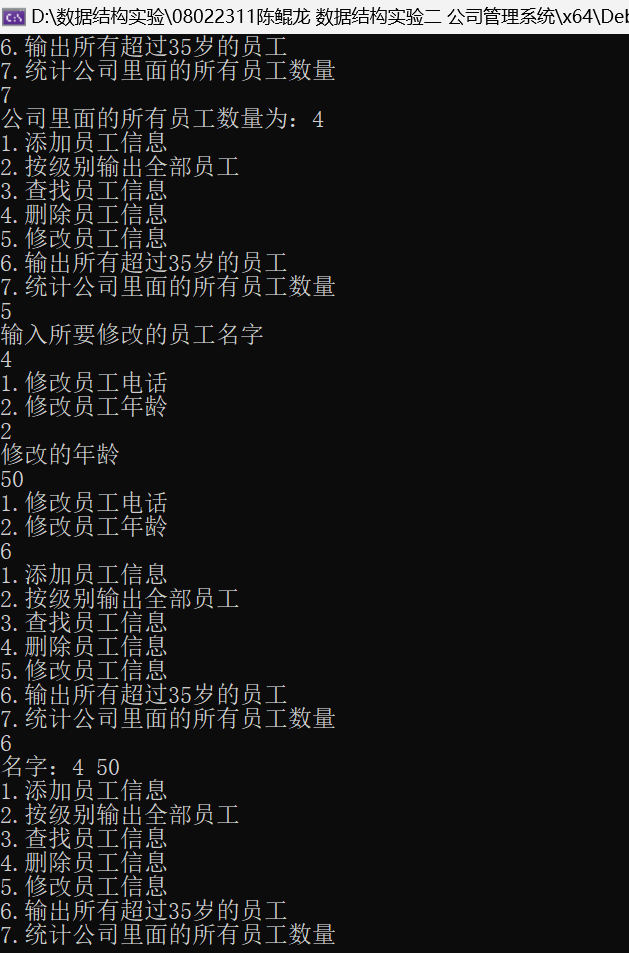 D:\数据结构实验\08022311陈鲲龙 数据结构实验二 公司管理系统\x64\Deb
6.输出所有超过35岁的员工
7.统计公司里面的所有员工数量
7
公司里面的所有员工数量为：4
1.添加员工信息
2.按级别输出全部员工
3.查找员工信息
4.删除员工信息
5.修改员工信息
6.输出所有超过35岁的员工
7.统计公司里面的所有员工数量
5
输入所要修改的员工名字
4
1.修改员工电话
2.修改员工年龄
2
修改的年龄
50
1.修改员工电话
2.修改员工年龄
6
1.添加员工信息
2.按级别输出全部员工
3.查找员工信息
4.删除员工信息
5.修改员工信息
6.输出所有超过35岁的员工
7.统计公司里面的所有员工数量
6
名字：4 50
1.添加员工信息
2.按级别输出全部员工
3.查找员工信息
4.删除员工信息
5.修改员工信息
6.输出所有超过35岁的员工
7.统计公司里面的所有员工数量